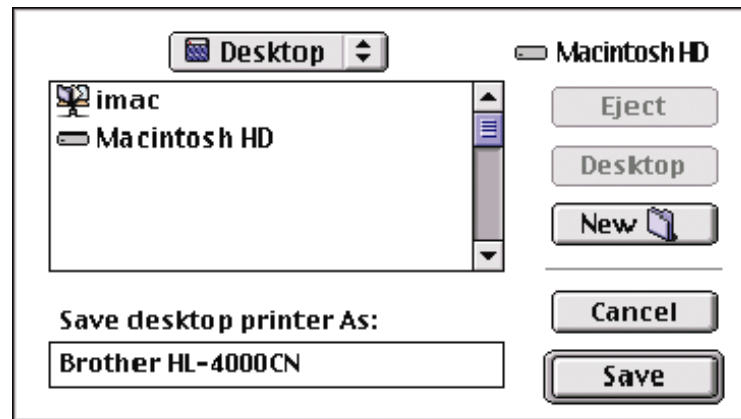 Desktop
Macintosh HD
imac
Macintosh HD
Eject
Desktop
New
Save desktop printer As:
Brother HL-4000CN
Cancel
Save